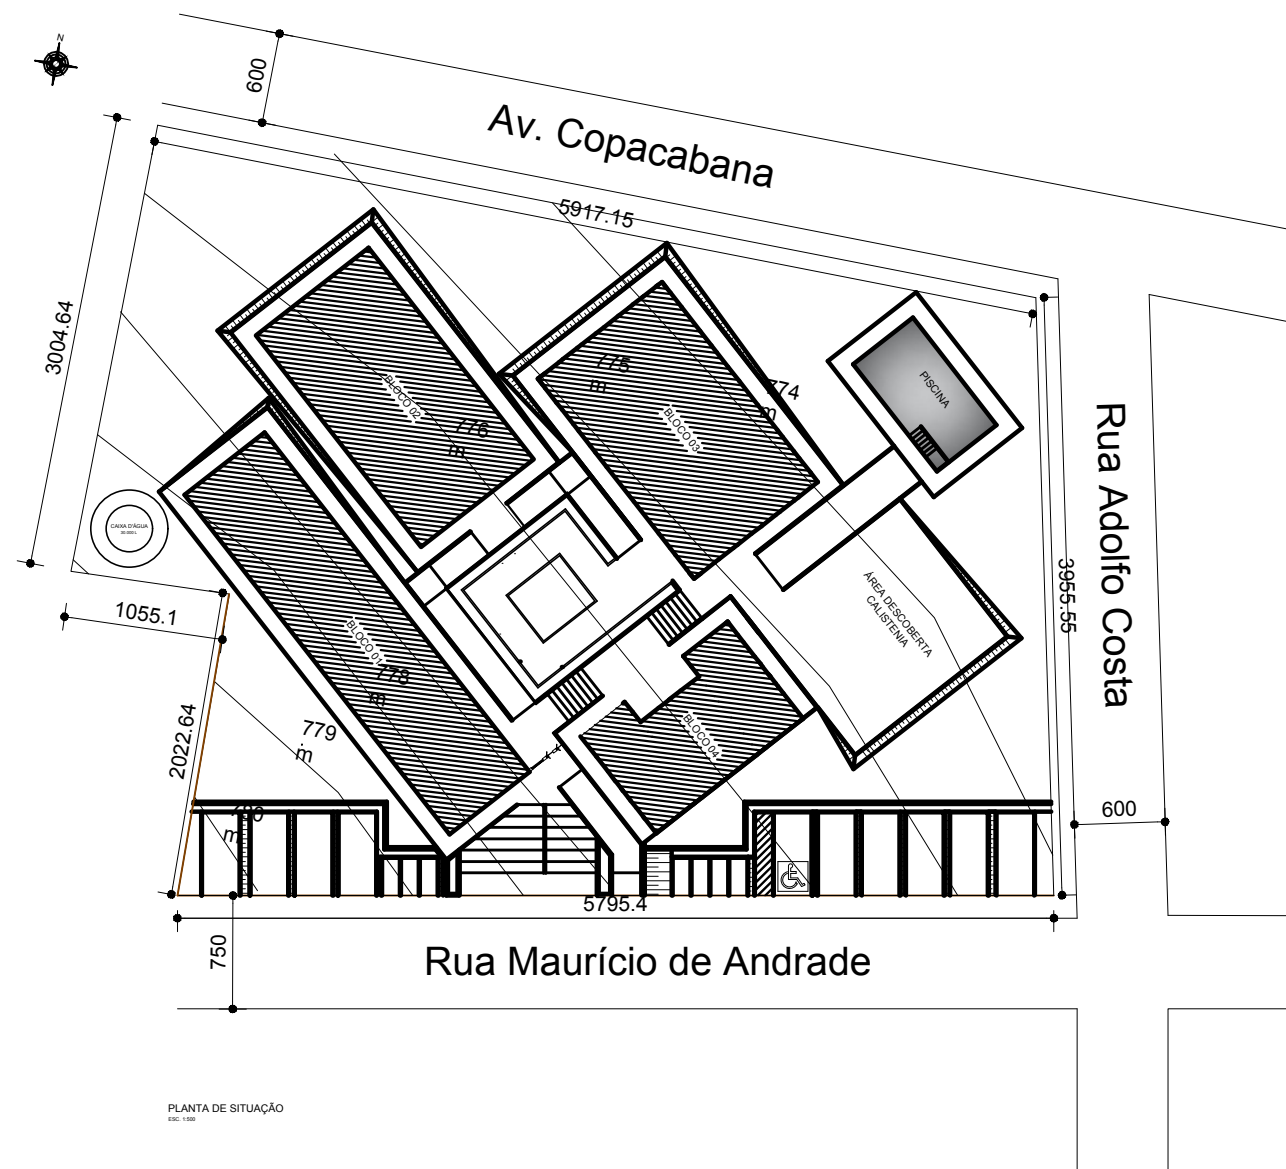 N
600
Av. Copacabana
5917.15
3004.64
775
m
774
m
PISCINA
BLOCO 02
776
m
BLOCO 03
Rua Adolfo Costa
CAIXA D'ÁGUA
30.000 L
3955.55
ÁREA DESCOBERTA
CALISTENIA
1055.1
BLOCO 01
778
m
779
m
BLOCO 04
2022.64
780
m
600
5795.4
750
Rua Maurício de Andrade
PLANTA DE SITUAÇÃO
ESC. 1:500